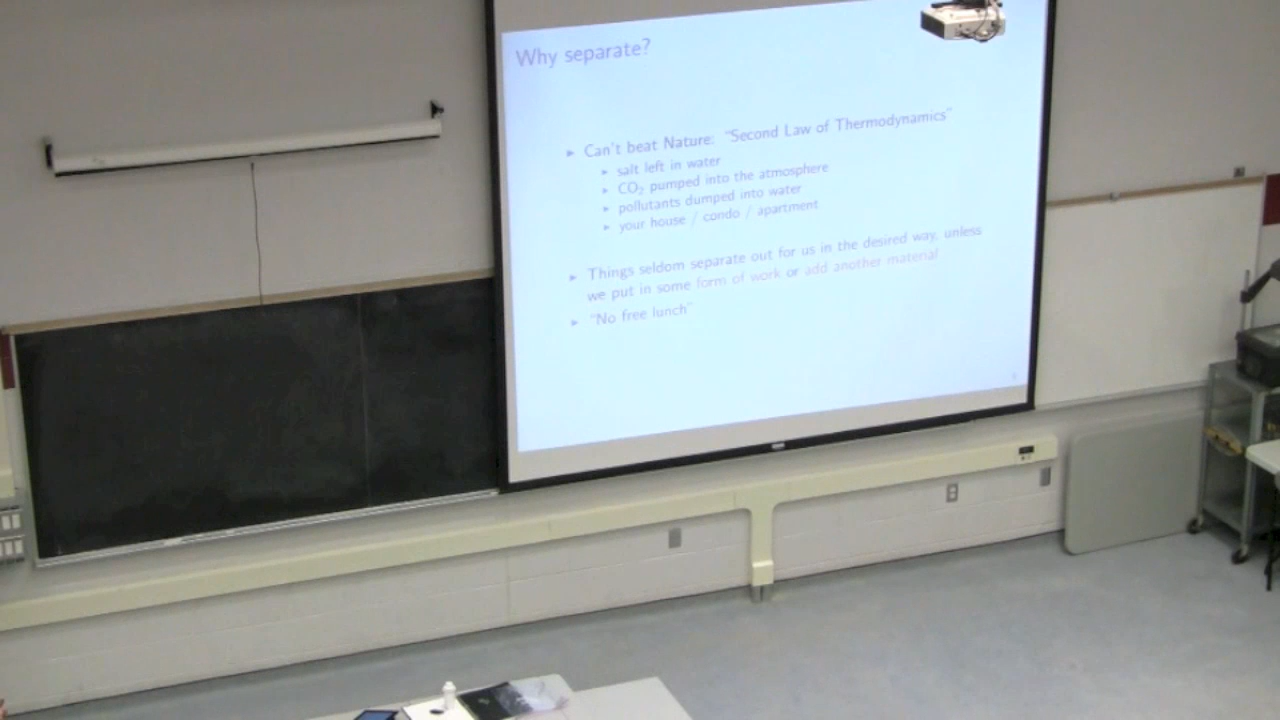 Why separate?
▶ Can't beat Nature: "Second Law of Thermodynamics"
▶ salt left in water
▶ CO₂ pumped into the atmosphere
▶ pollutants dumped into water
▶ your house / condo / apartment
▶ Things seldom separate out for us in the desired way, unless
we put in some form of work or add another material
▶ "No free lunch"